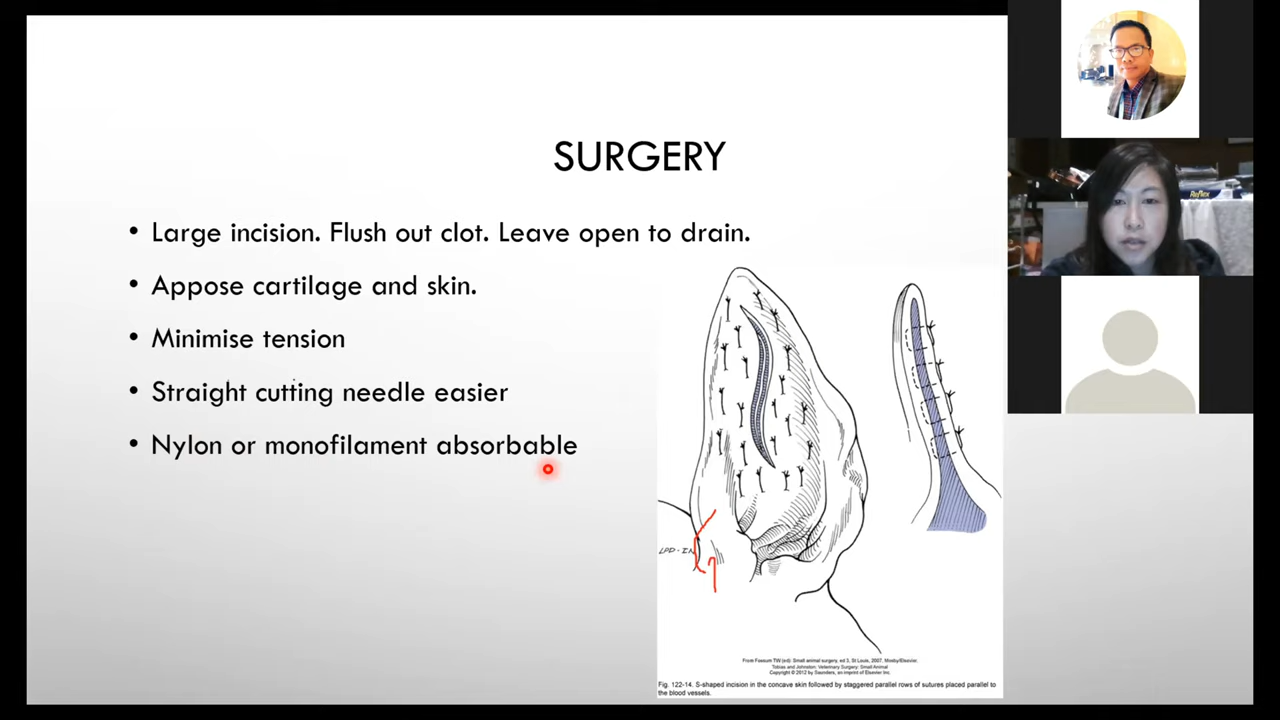 SURGERY
• Large incision. Flush out clot. Leave open to drain.
• Appose cartilage and skin.
• Minimise tension
• Straight cutting needle easier
• Nylon or monofilament absorbable
Reflex
From Fossum TW (ed): Small animal surgery, ed 3, St Louis, 2007, Mosby/Elsevier.
Tobias and Johnston: Veterinary Surgery: Small Animal
Copyright © 2012 by Saunders, an imprint of Elsevier Inc.
Fig. 122-14. S-shaped incision in the concave skin followed by staggered parallel rows of sutures placed parallel to
the blood vessels.